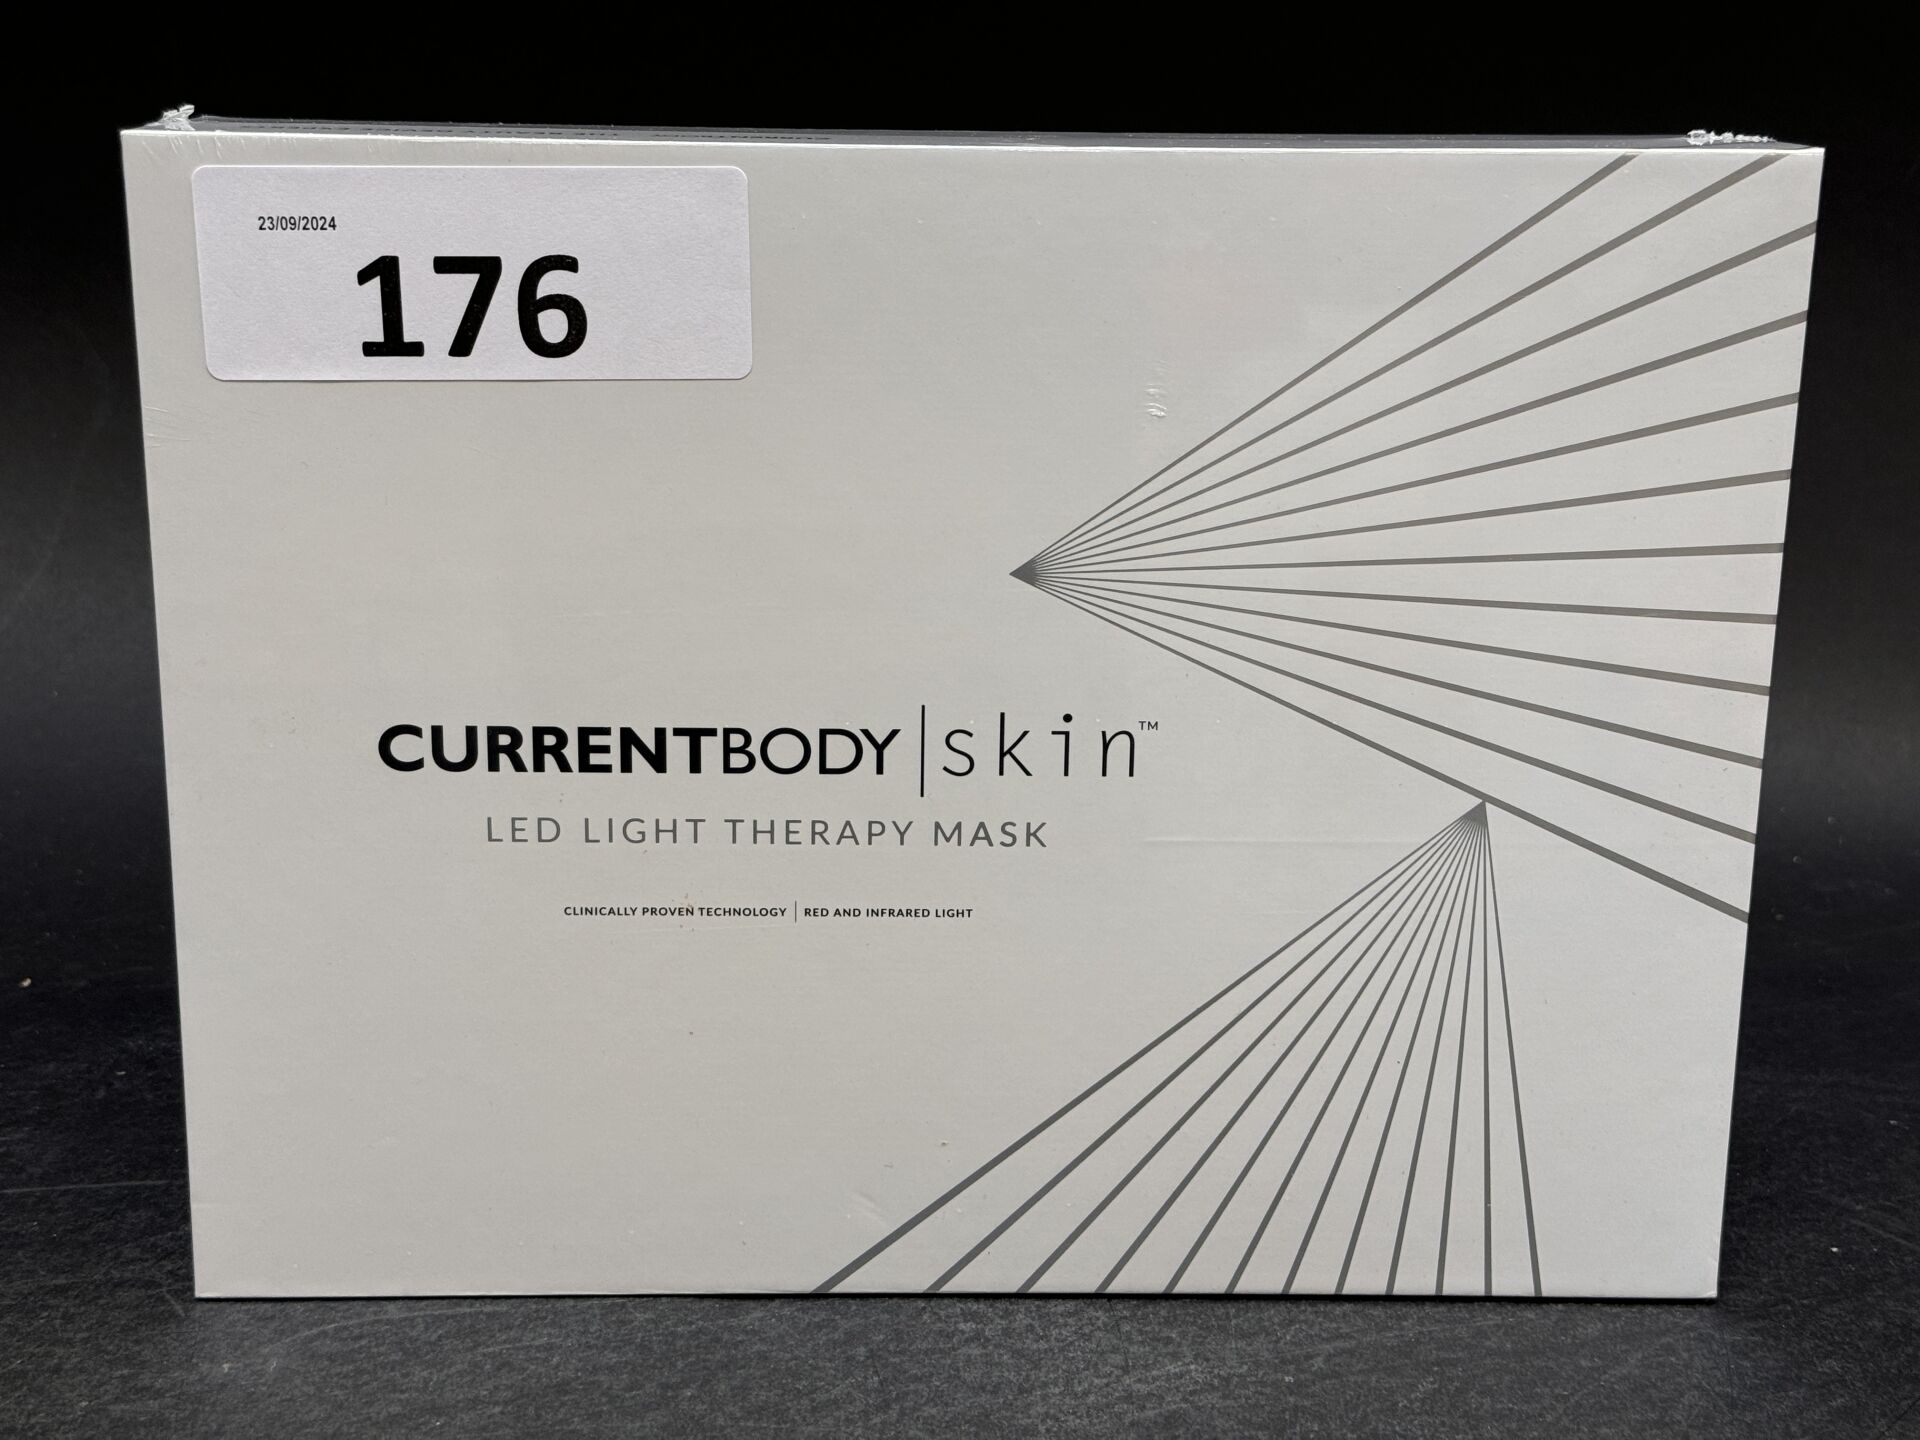 23/09/2024
176
CURRENTBODY | skin™
LED LIGHT THERAPY MASK
CLINICALLY PROVEN TECHNOLOGY | RED AND INFRARED LIGHT